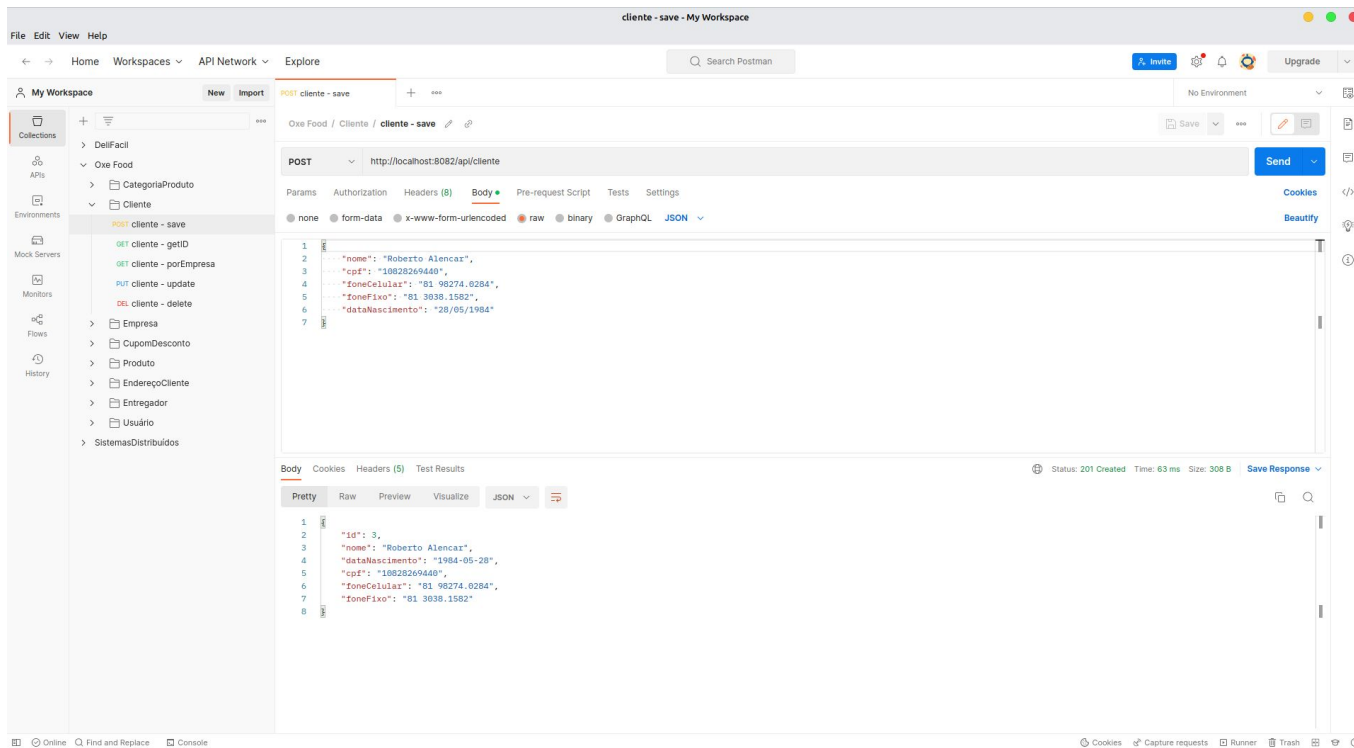 cliente - save - My Workspace
File Edit View Help
Home Workspaces API Network Explore
Search Postman
Invite
Upgrade
My Workspace
New Import
POST cliente - save
No Environment
Collections
APIs
Environments
Mock Servers
Monitors
Flows
History
DeliFacil
Oxe Food
CategoriaProduto
Cliente
POST cliente - save
GET cliente - getID
GET cliente - porEmpresa
PUT cliente - update
DEL cliente - delete
Empresa
CupomDesconto
Produto
EndereçoCliente
Entregador
Usuário
SistemasDistribuídos
Oxe Food / Cliente / cliente - save
Save
POST http://localhost:8082/api/cliente
Send
Params Authorization Headers (8) Body Pre-request Script Tests Settings
Cookies
none form-data x-www-form-urlencoded raw binary GraphQL JSON
Beautify
1 {
2 "nome": "Roberto Alencar",
3 "cpf": "10828269440",
4 "foneCelular": "81 98274.0284",
5 "foneFixo": "81 3038.1582",
6 "dataNascimento": "28/05/1984"
7 }
Body Cookies Headers (5) Test Results
Status: 201 Created Time: 63 ms Size: 308 B Save Response
Pretty Raw Preview Visualize JSON
1 {
2 "id": 3,
3 "nome": "Roberto Alencar",
4 "dataNascimento": "1984-05-28",
5 "cpf": "10828269440",
6 "foneCelular": "81 98274.0284",
7 "foneFixo": "81 3038.1582"
8 }
Online Find and Replace Console
Cookies Capture requests Runner Trash